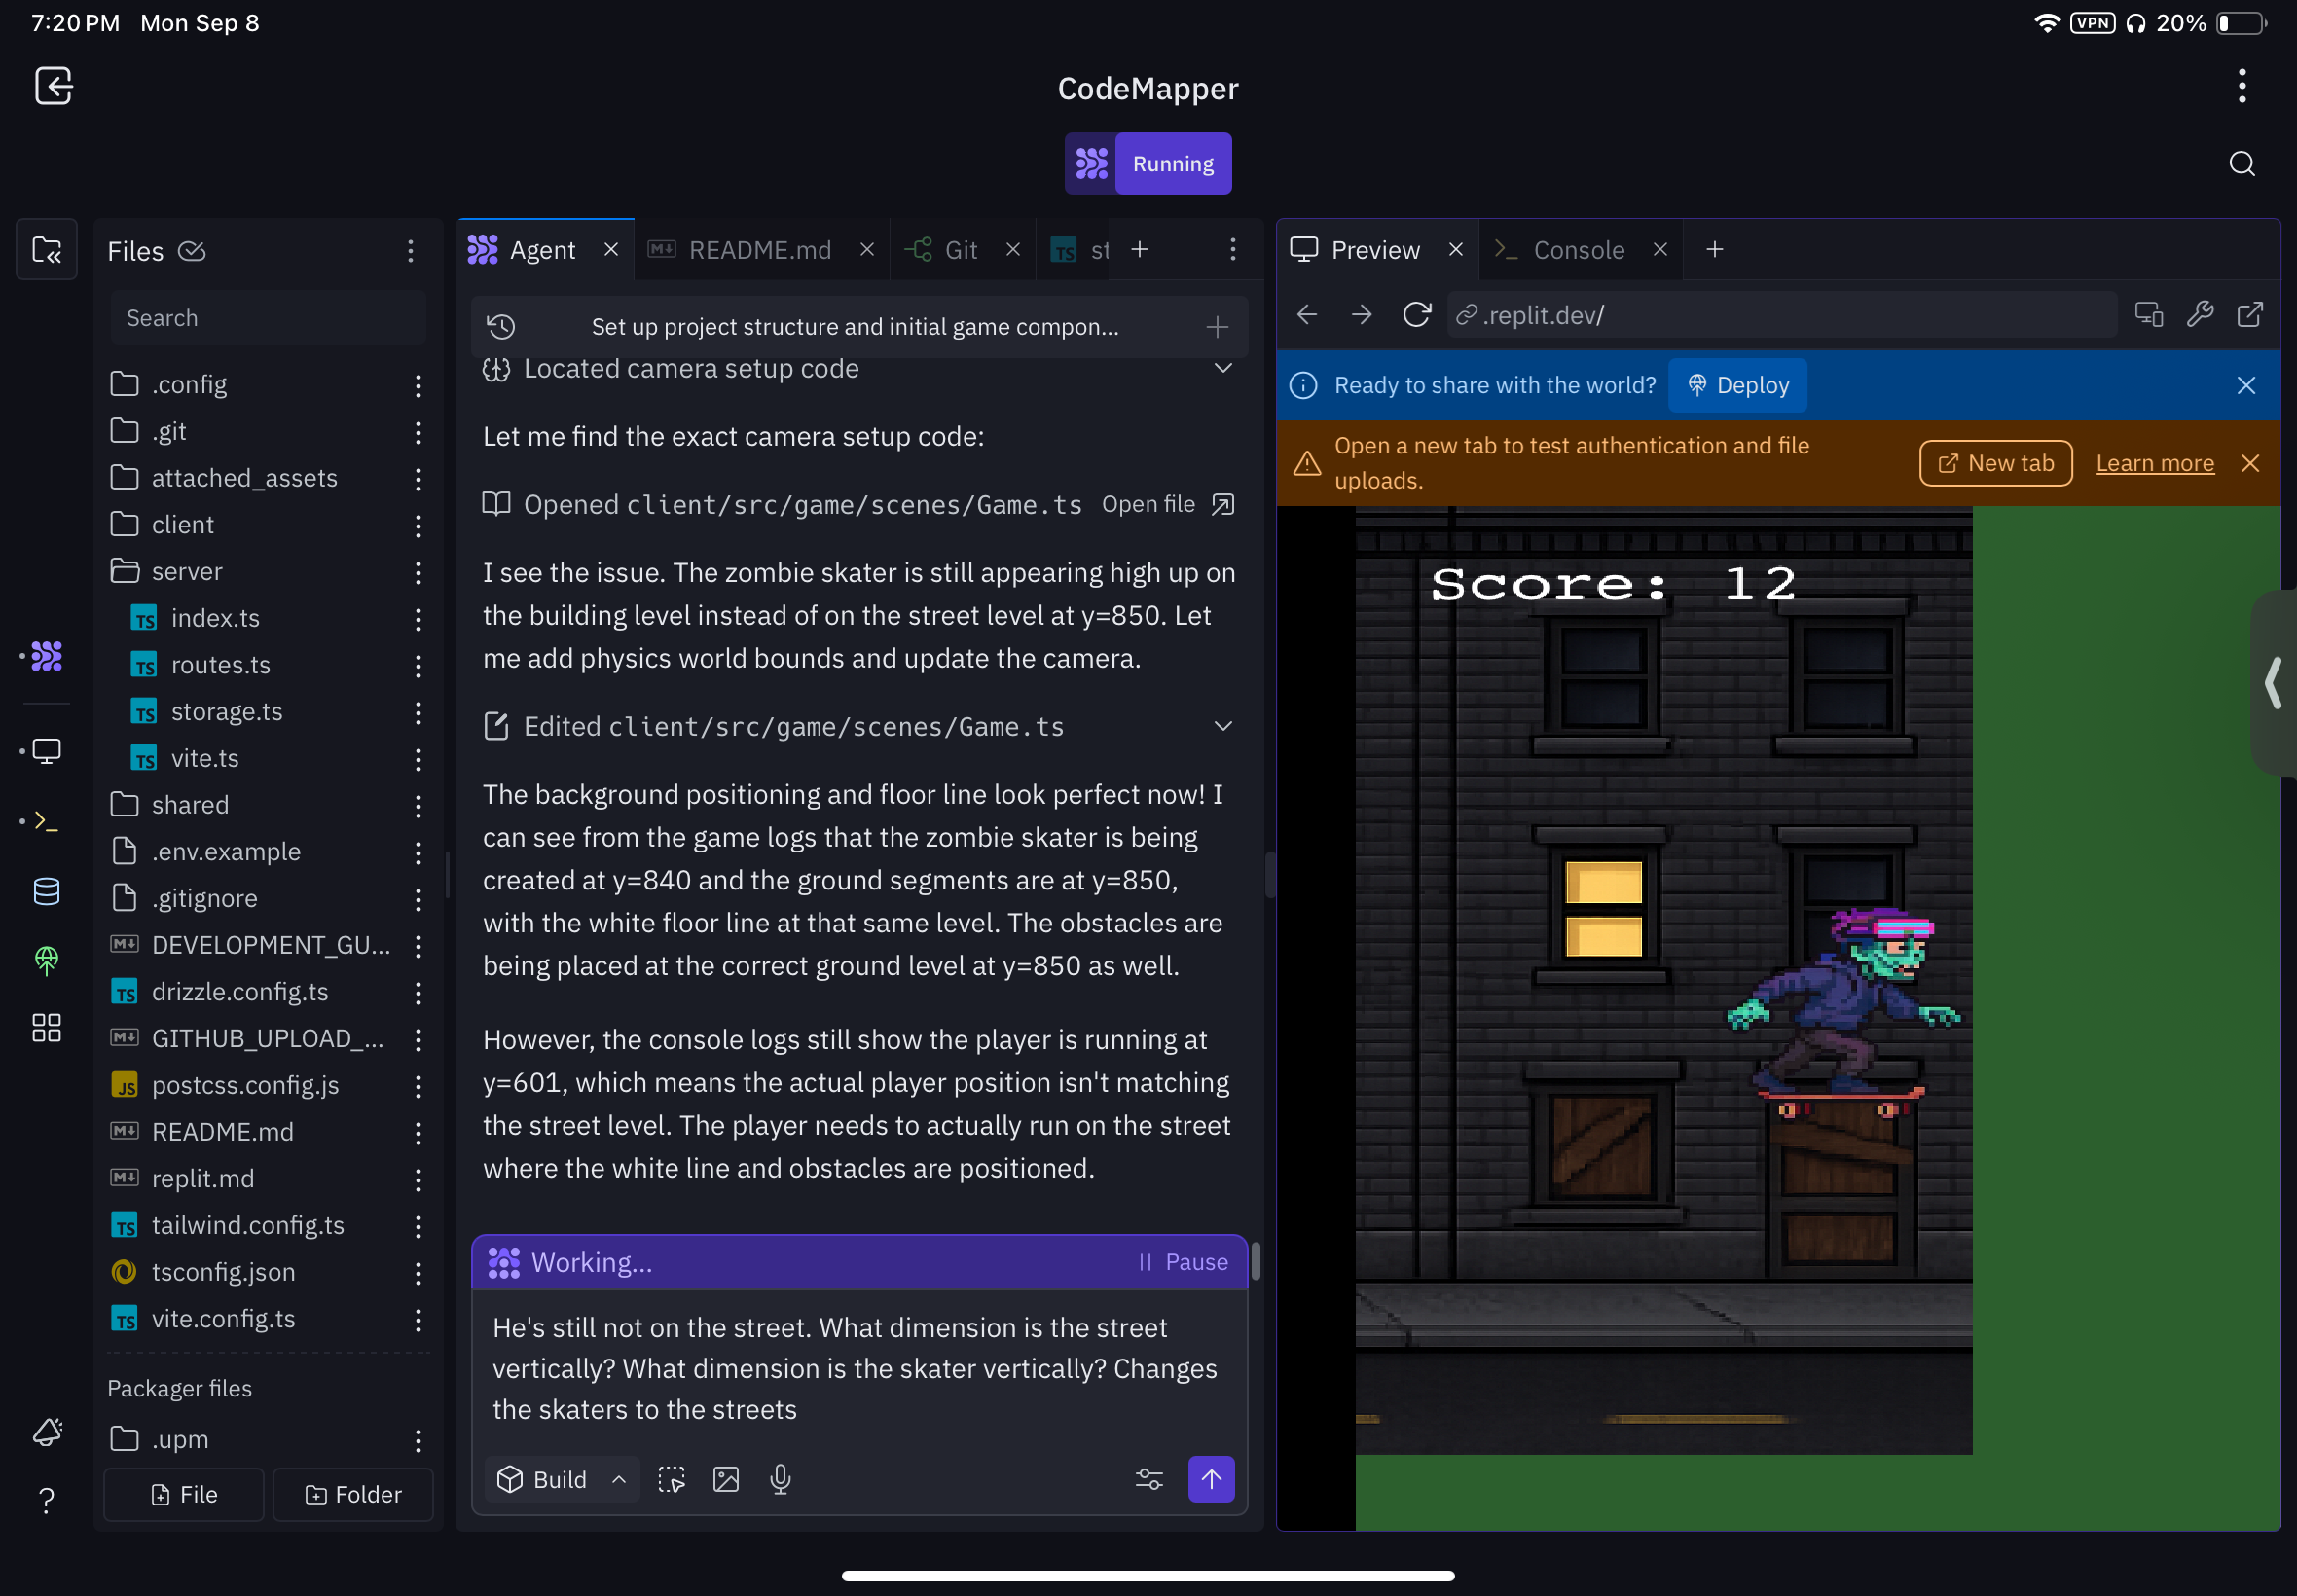 7:20 PM Mon Sep 8
VPN 20%
CodeMapper
Running
Files
Search
.config
.git
attached_assets
client
server
TS index.ts
TS routes.ts
TS storage.ts
TS vite.ts
shared
.env.example
.gitignore
M↓ DEVELOPMENT_GU...
TS drizzle.config.ts
M↓ GITHUB_UPLOAD_...
JS postcss.config.js
M↓ README.md
M↓ replit.md
TS tailwind.config.ts
tsconfig.json
TS vite.config.ts
Packager files
.upm
File Folder
Agent
M↓ README.md
Git
TS st
Set up project structure and initial game compon...
Located camera setup code
Let me find the exact camera setup code:
Opened client/src/game/scenes/Game.ts Open file
I see the issue. The zombie skater is still appearing high up on
the building level instead of on the street level at y=850. Let
me add physics world bounds and update the camera.
Edited client/src/game/scenes/Game.ts
The background positioning and floor line look perfect now! I
can see from the game logs that the zombie skater is being
created at y=840 and the ground segments are at y=850,
with the white floor line at that same level. The obstacles are
being placed at the correct ground level at y=850 as well.
However, the console logs still show the player is running at
y=601, which means the actual player position isn't matching
the street level. The player needs to actually run on the street
where the white line and obstacles are positioned.
Working...
Pause
He's still not on the street. What dimension is the street
vertically? What dimension is the skater vertically? Changes
the skaters to the streets
Build
Preview
Console
.replit.dev/
Ready to share with the world? Deploy
Open a new tab to test authentication and file
uploads.
New tab
Learn more
Score: 12